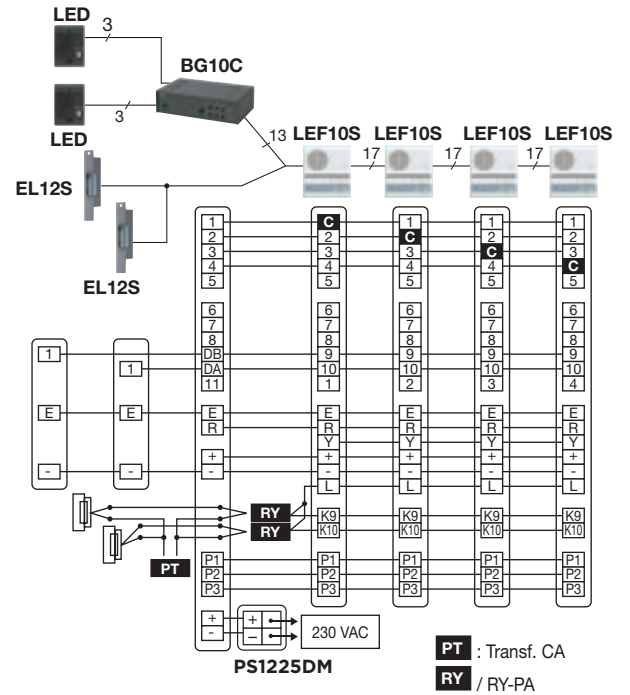 LED
3
BG10C
LED
3
13
LEF10S LEF10S LEF10S LEF10S
17 17 17
EL12S
EL12S
1 C 1 1 1
2 2 C 2 2
3 3 3 C 3
4 4 4 4 C
5 5 5 5 5
6 6 6 6 6
7 7 7 7 7
8 8 8 8 8
1 DB 9 9 9 9
1 DA 10 10 10 10
11 1 2 3 4
E E E E E E E
R R R R R
Y Y Y Y
+ + + + +
- - - - - - -
L L L L
RY K9 K9 K9 K9
RY K10 K10 K10 K10
PT
P1 P1 P1 P1 P1
P2 P2 P2 P2 P2
P3 P3 P3 P3 P3
+ +
- − 230 VAC
PS1225DM
PT : Transf. CA
RY / RY-PA